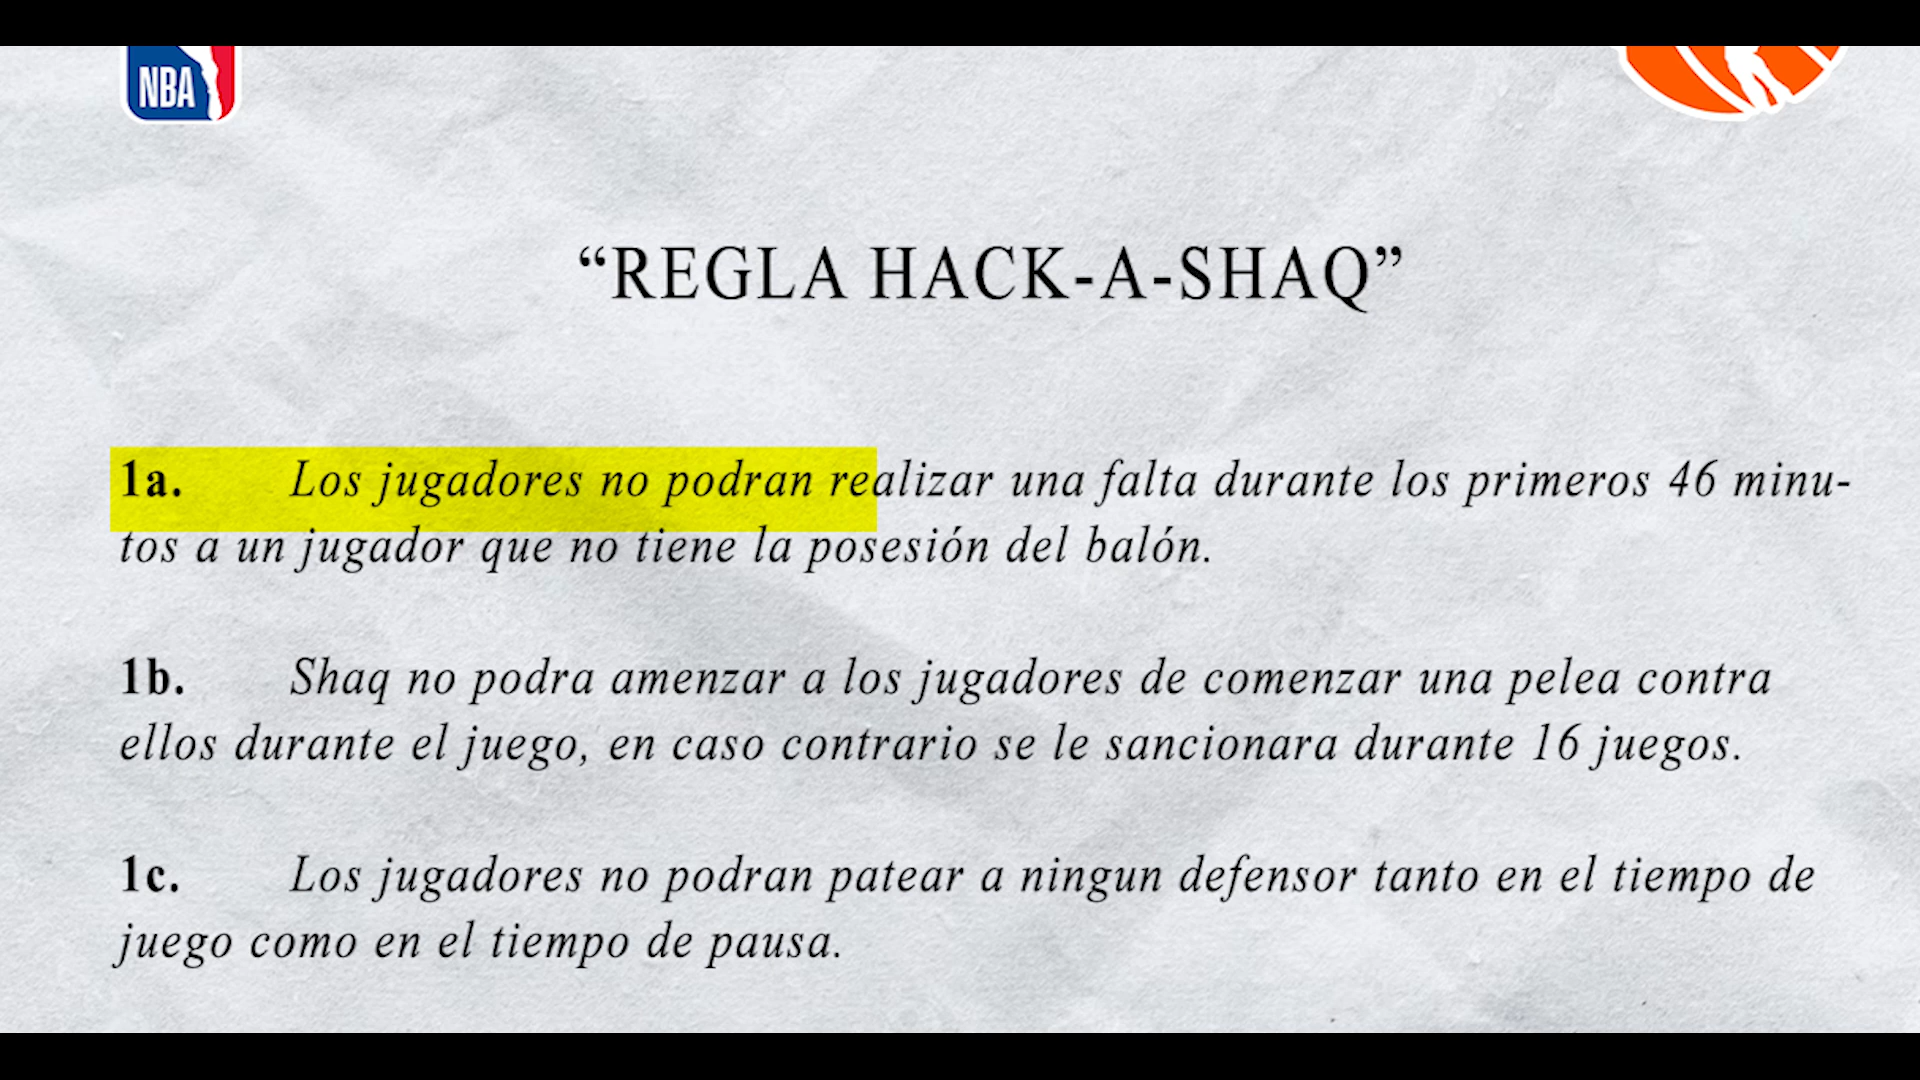 NBA
“REGLA HACK-A-SHAQ”
1a. Los jugadores no podran realizar una falta durante los primeros 46 minu-
tos a un jugador que no tiene la posesión del balón.
1b. Shaq no podra amenzar a los jugadores de comenzar una pelea contra
ellos durante el juego, en caso contrario se le sancionara durante 16 juegos.
1c. Los jugadores no podran patear a ningun defensor tanto en el tiempo de
juego como en el tiempo de pausa.